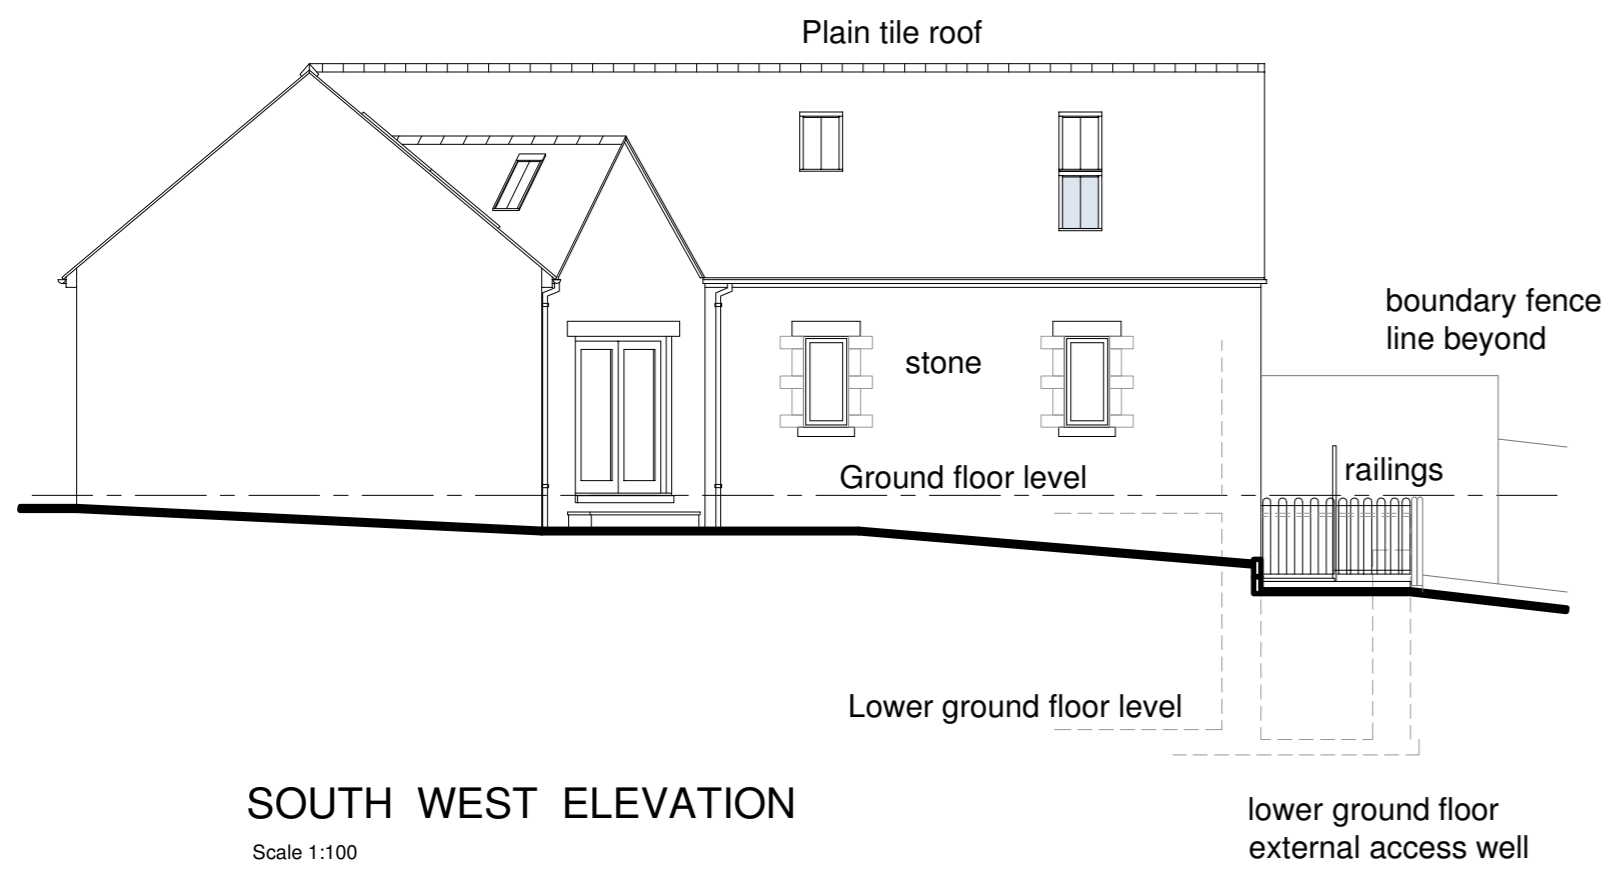 Plain tile roof
boundary fence
line beyond
stone
railings
Ground floor level
Lower ground floor level
SOUTH WEST ELEVATION
Scale 1:100
lower ground floor
external access well